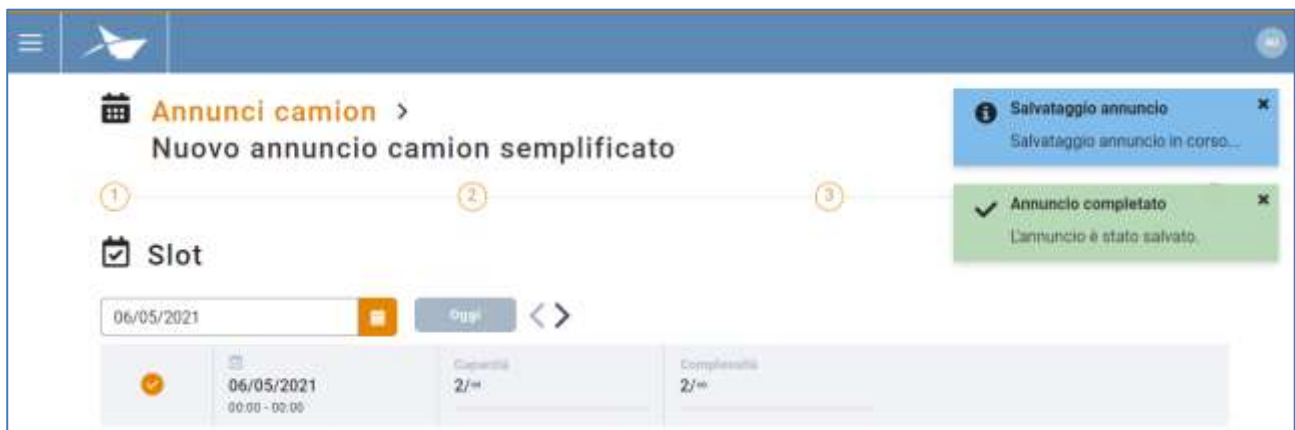 Annunci camion >
Nuovo annuncio camion semplificato
Salvataggio annuncio
Salvataggio annuncio in corso...
1
2
3
Annuncio completato
L'annuncio è stato salvato.
Slot
06/05/2021
Oggi
06/05/2021
00:00 - 00:00
Capacità
2/∞
Complessità
2/∞